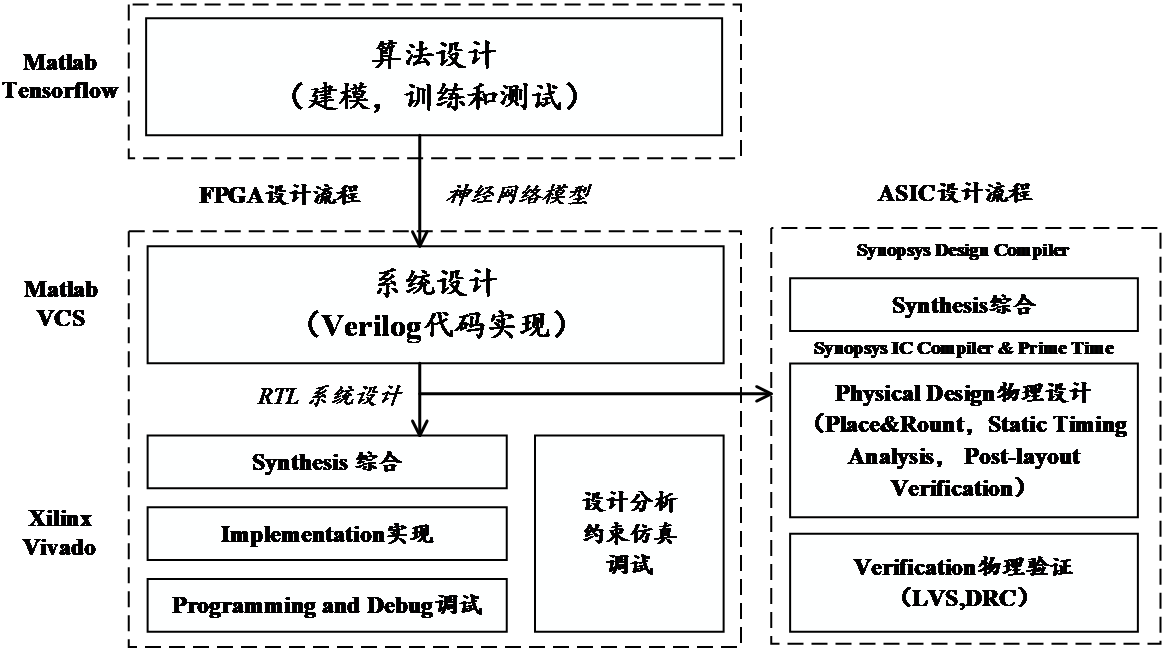 Matlab
Tensorflow
算法设计
（建模，训练和测试）
FPGA设计流程
神经网络模型
ASIC设计流程
Matlab
VCS
系统设计
（Verilog代码实现）
RTL 系统设计
Xilinx
Vivado
Synthesis 综合
Implementation实现
Programming and Debug调试
设计分析
约束仿真
调试
Synopsys Design Compiler
Synthesis综合
Synopsys IC Compiler & Prime Time
Physical Design物理设计
（Place&Rount，Static Timing
Analysis， Post-layout
Verification）
Verification物理验证
（LVS,DRC）